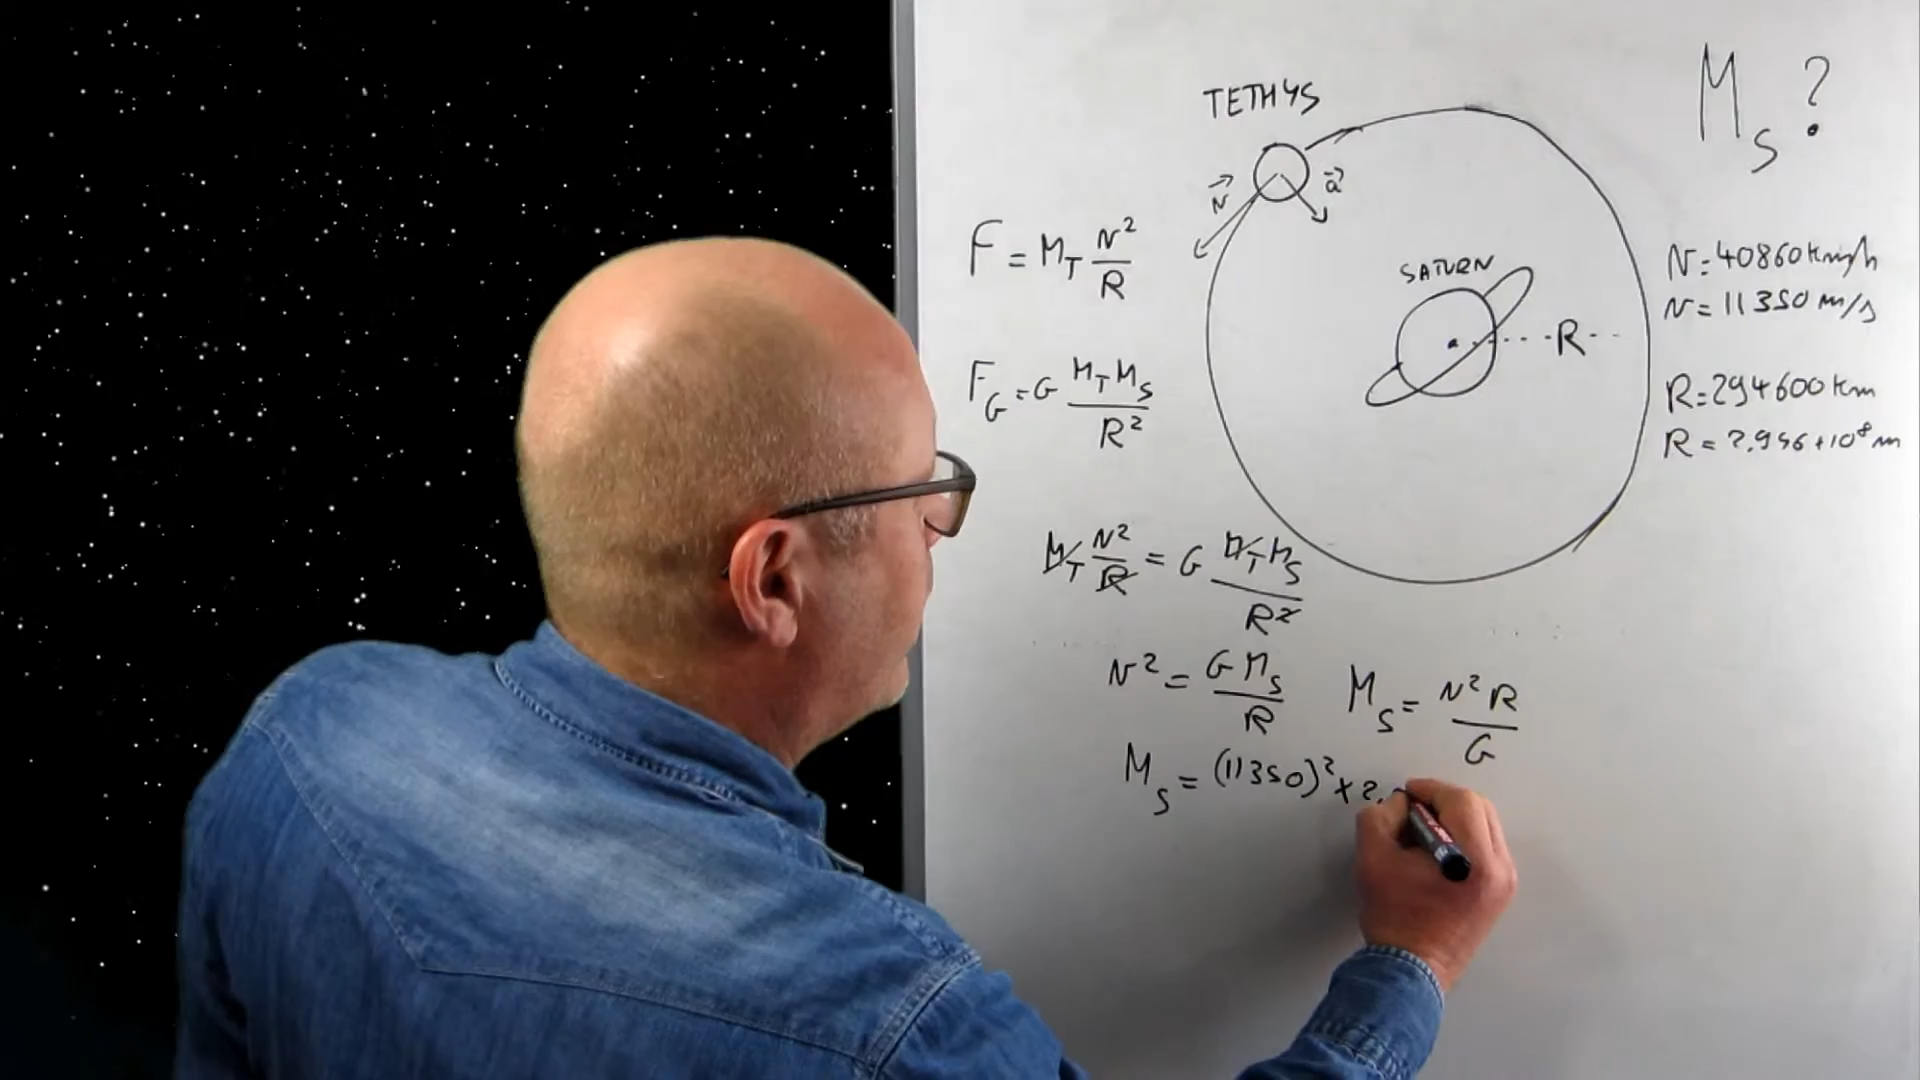 M_S ?
TETHYS
v⃗
a⃗
SATURN
R
v = 40860 km/h
v = 11350 m/s
R = 294600 km
R = 2.946 × 10⁸ m
F = M_T v²/R
F_G = G M_T M_S/R²
M_T v²/R = G M_T M_S/R²
v² = G M_S/R
M_S = v² R/G
M_S = (11350)² × 2.